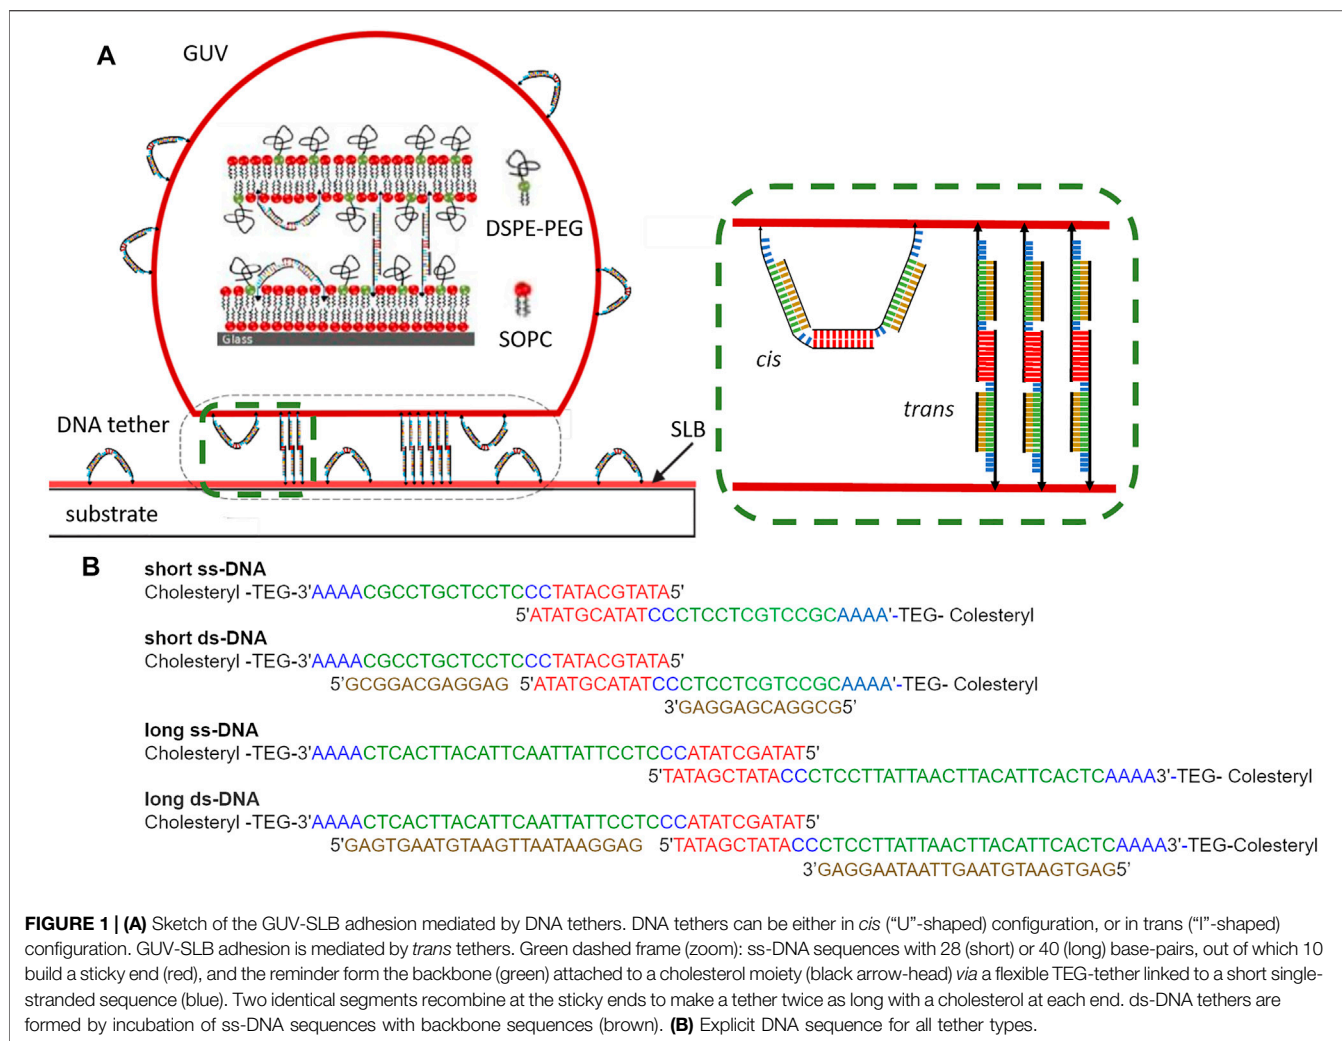 A
GUV
DSPE-PEG
SOPC
Glass
cis
trans
DNA tether
SLB
substrate
B
short ss-DNA
Cholesteryl -TEG-3'AAAACGCCTGCTCCTCCCTATACGTATA5'
5'ATATGCATATCCCTCCTCGTCCGCAAAA'-TEG- Colesteryl
short ds-DNA
Cholesteryl -TEG-3'AAAACGCCTGCTCCTCCCTATACGTATA5'
5'GCGGACGAGGAG 5'ATATGCATATCCCTCCTCGTCCGCAAAA'-TEG- Colesteryl
3'GAGGAGCAGGCG5'
long ss-DNA
Cholesteryl -TEG-3'AAAACTCACTTACATTCAATTATTCCTCCCATATCGATAT5'
5'TATAGCTATACCCTCCTTATTAACTTACATTCACTCAAAA3'-TEG- Colesteryl
long ds-DNA
Cholesteryl -TEG-3'AAAACTCACTTACATTCAATTATTCCTCCCATATCGATAT5'
5'GAGTGAATGTAAGTTAATAAGGAG 5'TATAGCTATACCCTCCTTATTAACTTACATTCACTCAAAA3'-TEG-Colesteryl
3'GAGGAATAATTGAATGTAAGTGAG5'
FIGURE 1 | (A) Sketch of the GUV-SLB adhesion mediated by DNA tethers. DNA tethers can be either in cis (“U”-shaped) configuration, or in trans (“I”-shaped)
configuration. GUV-SLB adhesion is mediated by trans tethers. Green dashed frame (zoom): ss-DNA sequences with 28 (short) or 40 (long) base-pairs, out of which 10
build a sticky end (red), and the reminder form the backbone (green) attached to a cholesterol moiety (black arrow-head) via a flexible TEG-tether linked to a short single-
stranded sequence (blue). Two identical segments recombine at the sticky ends to make a tether twice as long with a cholesterol at each end. ds-DNA tethers are
formed by incubation of ss-DNA sequences with backbone sequences (brown). (B) Explicit DNA sequence for all tether types.